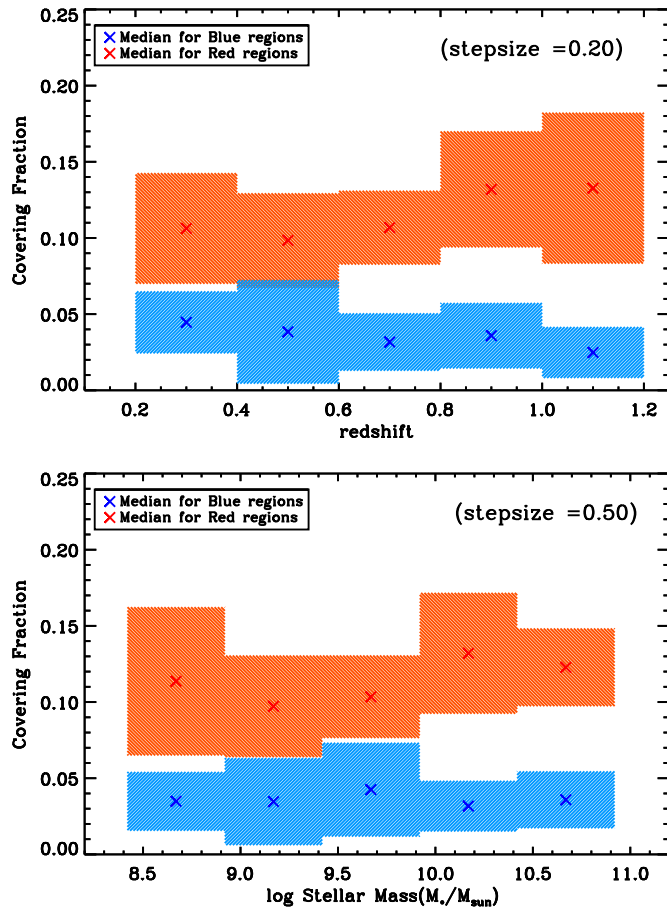 0.25
0.20
0.15
0.10
0.05
0.00
Covering Fraction
× Median for Blue regions
× Median for Red regions
(stepsize =0.20)
0.2 0.4 0.6 0.8 1.0 1.2
redshift
0.25
0.20
0.15
0.10
0.05
0.00
Covering Fraction
× Median for Blue regions
× Median for Red regions
(stepsize =0.50)
8.5 9.0 9.5 10.0 10.5 11.0
log Stellar Mass(M*/Msun)